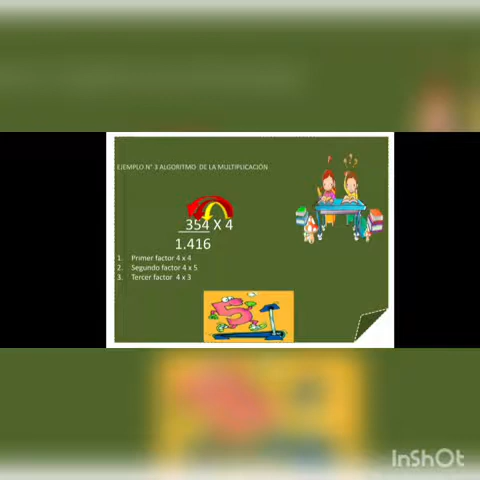 EJEMPLO N° 3 ALGORITMO DE LA MULTIPLICACIÓN
354 X 4
1.416
1. Primer factor 4 x 4
2. Segundo factor 4 x 5
3. Tercer factor 4 x 3
5
InShOt